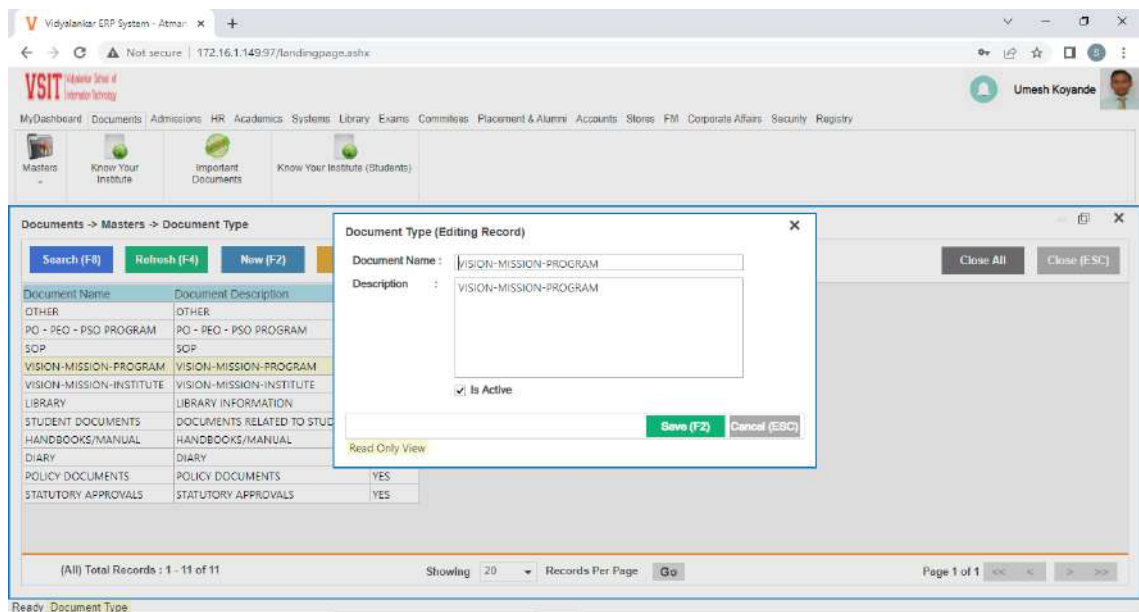 Vidyalankar ERP System - Atman
Not secure | 172.16.1.149:97/landingpage.ashx
S
VSIT
Umesh Koyande
MyDashboard Documents Admissions HR Academics Systems Library Exams Commitees Placement & Alumni Accounts Stores FM Corporate Affairs Security Registry
Masters
Know Your Institute
Important Documents
Know Your Institute (Students)
Documents -> Masters -> Document Type
Search (F8) Refresh (F4) New (F2) Close All Close (ESC)
Document Name Document Description
OTHER OTHER
PO - PEO - PSO PROGRAM PO - PEO - PSO PROGRAM
SOP SOP
VISION-MISSION-PROGRAM VISION-MISSION-PROGRAM
VISION-MISSION-INSTITUTE VISION-MISSION-INSTITUTE
LIBRARY LIBRARY INFORMATION
STUDENT DOCUMENTS DOCUMENTS RELATED TO STUD
HANDBOOKS/MANUAL HANDBOOKS/MANUAL
DIARY DIARY
POLICY DOCUMENTS POLICY DOCUMENTS YES
STATUTORY APPROVALS STATUTORY APPROVALS YES
Document Type (Editing Record)
Document Name : VISION-MISSION-PROGRAM
Description : VISION-MISSION-PROGRAM
Is Active
Save (F2) Cancel (ESC)
Read Only View
(All) Total Records : 1 - 11 of 11 Showing 20 Records Per Page Go Page 1 of 1 << < > >>
Ready Document Type